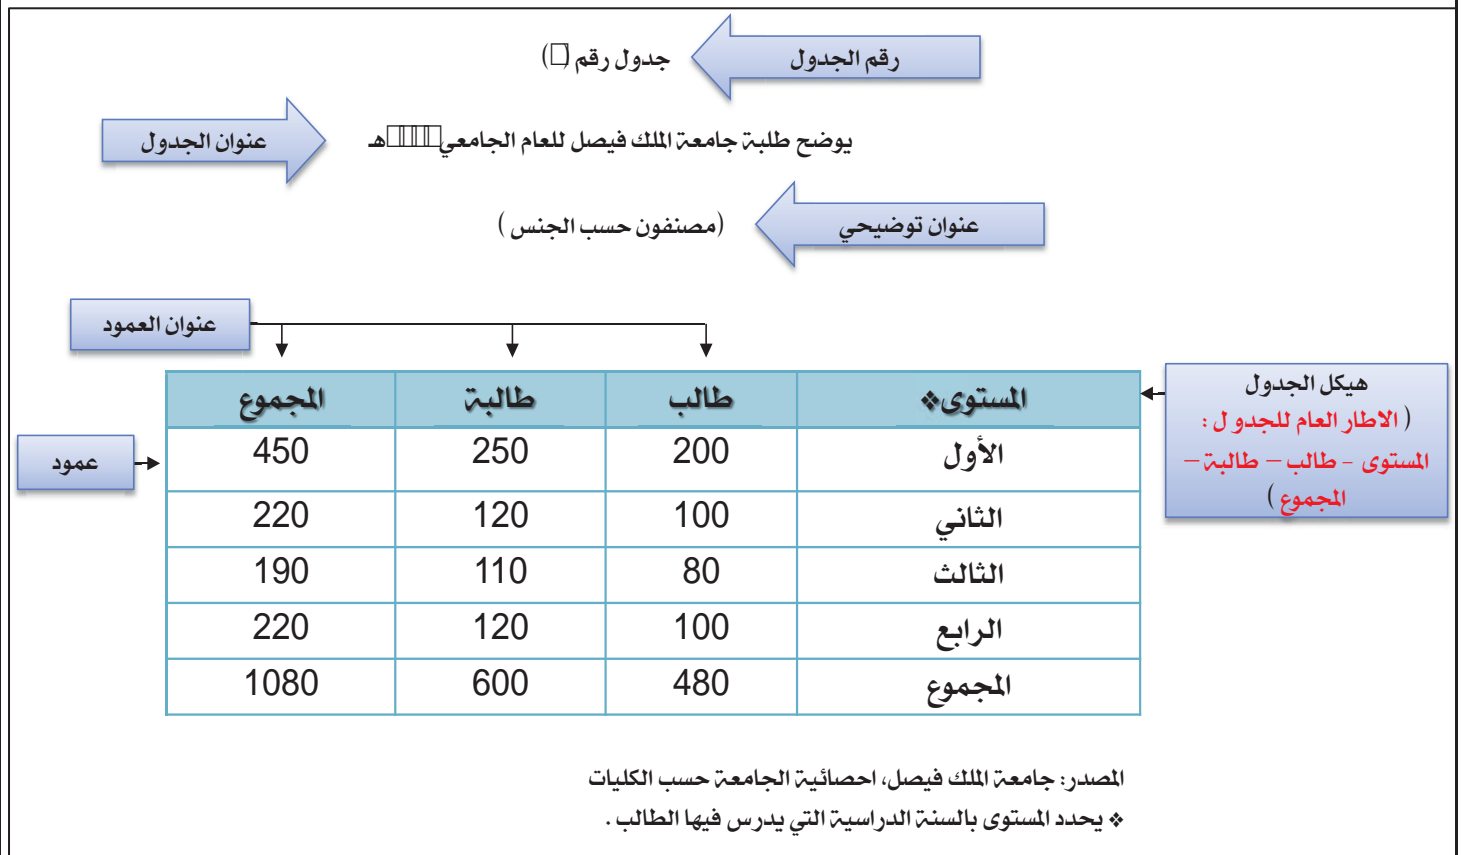 رقم الجدول
جدول رقم (□)
عنوان الجدول
يوضح طلبة جامعة الملك فيصل للعام الجامعي□□□□هـ
عنوان توضيحي
(مصنفون حسب الجنس )
عنوان العمود
هيكل الجدول
( الاطار العام للجدو ل :
المستوى - طالب – طالبة –
المجموع )
المستوى❖ طالب طالبة المجموع
عمود
الأول 200 250 450
الثاني 100 120 220
الثالث 80 110 190
الرابع 100 120 220
المجموع 480 600 1080
المصدر: جامعة الملك فيصل، احصائية الجامعة حسب الكليات
❖ يحدد المستوى بالسنة الدراسية التي يدرس فيها الطالب .